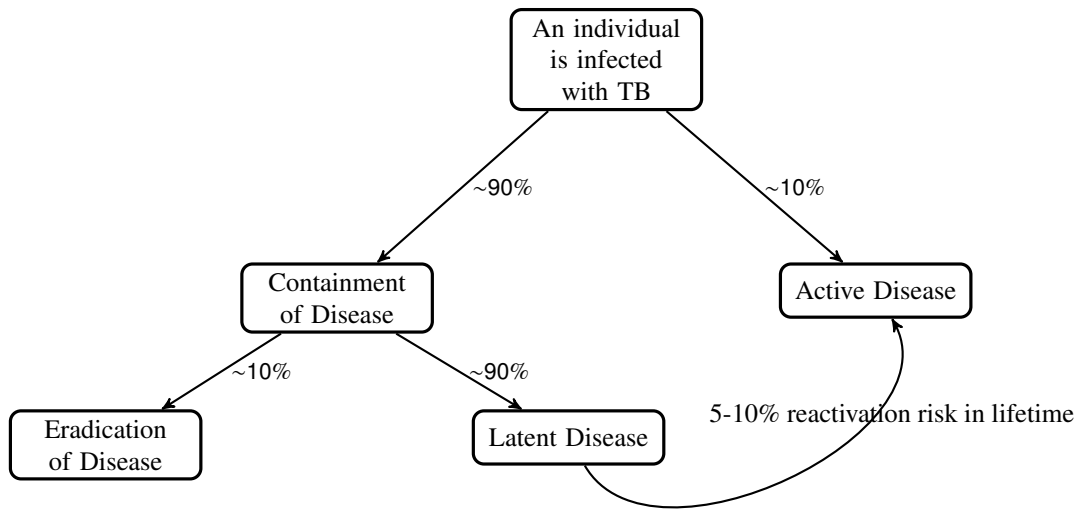 An individual
is infected
with TB
~90%
~10%
Containment
of Disease
Active Disease
~10%
~90%
5-10% reactivation risk in lifetime
Eradication
of Disease
Latent Disease